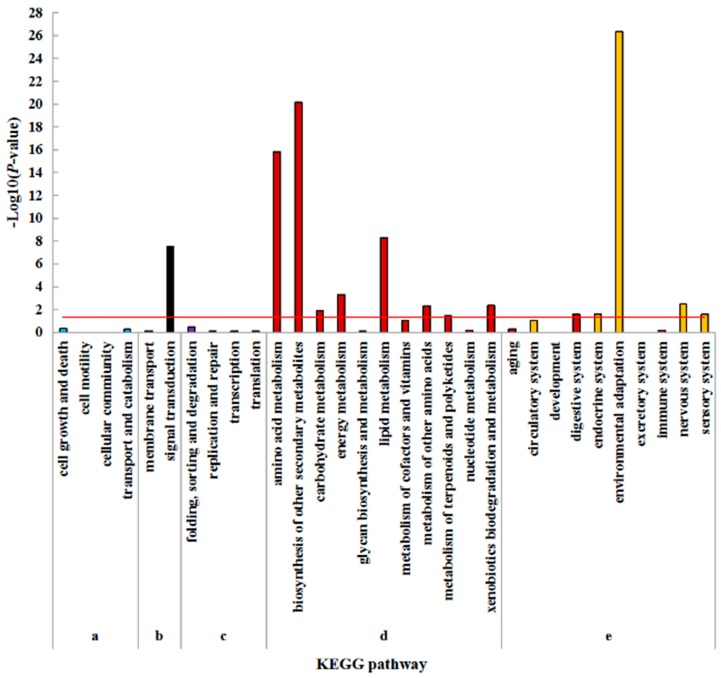 28
26
24
22
20
18
16
14
12
10
8
6
4
2
0
-Log10(P-value)
cell growth and death
cell motility
cellular commiunity
transport and catabolism
membrane transport
signal transduction
folding, sorting and degradation
replication and repair
transcription
translation
amino acid metabolism
biosynthesis of other secondary metabolites
carbohydrate metabolism
energy metabolism
glycan biosynthesis and metabolism
lipid metabolism
metabolism of cofactors and vitamins
metabolism of other amino acids
metabolism of terpenoids and polyketides
nucleotide metabolism
xenobiotics biodegradation and metabolism
aging
circulatory system
development
digestive system
endocrine system
environmental adaptation
excretory system
immune system
nervous system
sensory system
a b c d e
KEGG pathway